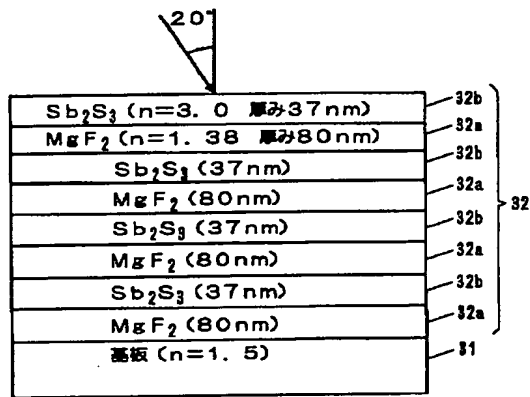 20°
Sb₂S₃ (n=3. 0 厚み37nm) 32b
MgF₂ (n=1. 38 厚み80nm) 32a
Sb₂S₃ (37nm) 32b
MgF₂ (80nm) 32a
32
Sb₂S₃ (37nm) 32b
MgF₂ (80nm) 32a
Sb₂S₃ (37nm) 32b
MgF₂ (80nm) 32a
基板 (n=1. 5) 31